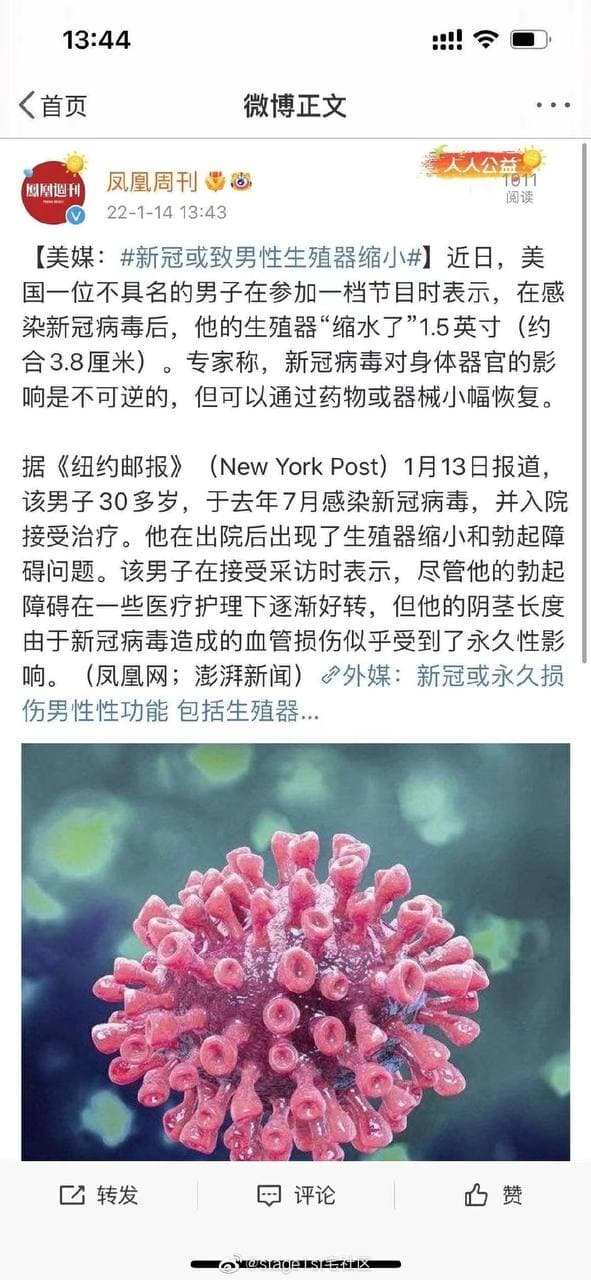 13:44
首页
微博正文
凤凰周刊
22-1-14 13:43
人人公益
1011
阅读
鳳凰週刊
【美媒：#新冠或致男性生殖器缩小#】近日，美
国一位不具名的男子在参加一档节目时表示，在感
染新冠病毒后，他的生殖器“缩水了”1.5英寸（约
合3.8厘米）。专家称，新冠病毒对身体器官的影
响是不可逆的，但可以通过药物或器械小幅恢复。
据《纽约邮报》（New York Post）1月13日报道，
该男子30多岁，于去年7月感染新冠病毒，并入院
接受治疗。他在出院后出现了生殖器缩小和勃起障
碍问题。该男子在接受采访时表示，尽管他的勃起
障碍在一些医疗护理下逐渐好转，但他的阴茎长度
由于新冠病毒造成的血管损伤似乎受到了永久性影
响。（凤凰网；澎湃新闻）外媒：新冠或永久损
伤男性性功能 包括生殖器...
转发
评论
赞
@stage1st宅社区